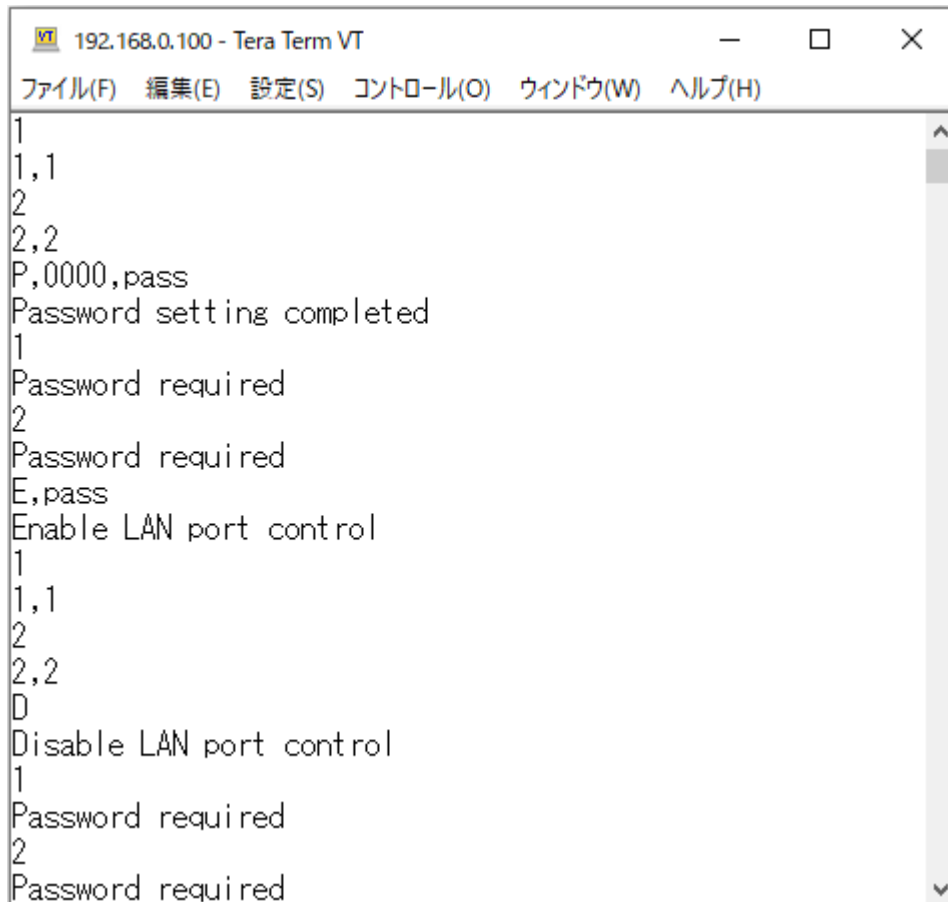 192.168.0.100 - Tera Term VT
ファイル(F) 編集(E) 設定(S) コントロール(O) ウィンドウ(W) ヘルプ(H)
1
1,1
2
2,2
P,0000,pass
Password setting completed
1
Password required
2
Password required
E,pass
Enable LAN port control
1
1,1
2
2,2
D
Disable LAN port control
1
Password required
2
Password required